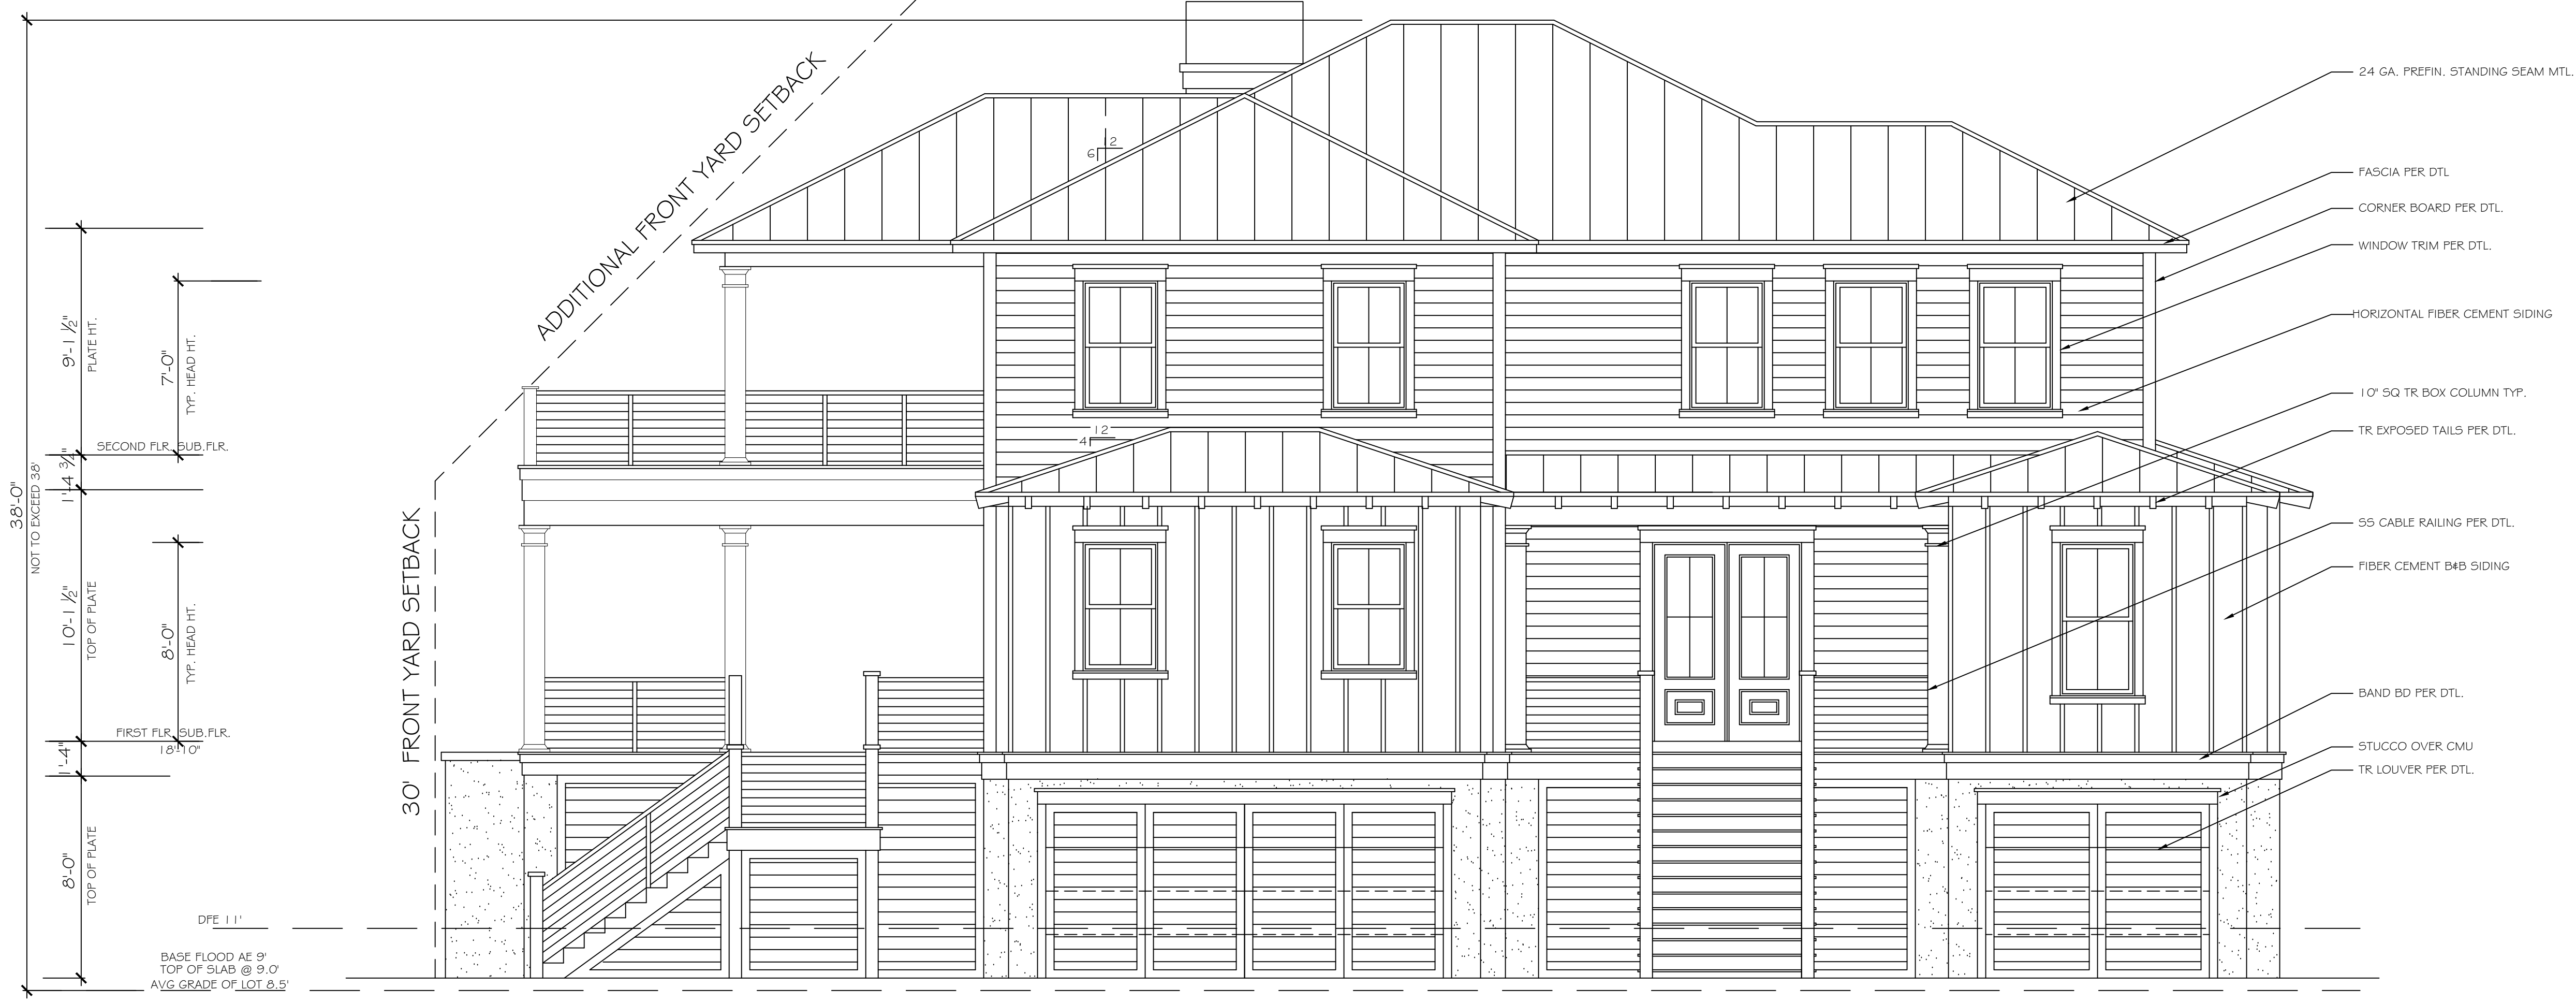 38'-0"
NOT TO EXCEED 38'
9'-1 1/2"
PLATE HT.
7'-0"
TYP. HEAD HT.
SECOND FLR. SUB.FLR.
1'-4 3/4"
10'-1 1/2"
TOP OF PLATE
8'-0"
TYP. HEAD HT.
FIRST FLR. SUB.FLR.
18'-10"
1'-4"
8'-0"
TOP OF PLATE
DFE 11'
BASE FLOOD AE 9'
TOP OF SLAB @ 9.0'
AVG GRADE OF LOT 8.5'
30' FRONT YARD SETBACK
ADDITIONAL FRONT YARD SETBACK
12
6
12
4
24 GA. PREFIN. STANDING SEAM MTL.
FASCIA PER DTL
CORNER BOARD PER DTL.
WINDOW TRIM PER DTL.
HORIZONTAL FIBER CEMENT SIDING
10" SQ TR BOX COLUMN TYP.
TR EXPOSED TAILS PER DTL.
SS CABLE RAILING PER DTL.
FIBER CEMENT B&B SIDING
BAND BD PER DTL.
STUCCO OVER CMU
TR LOUVER PER DTL.